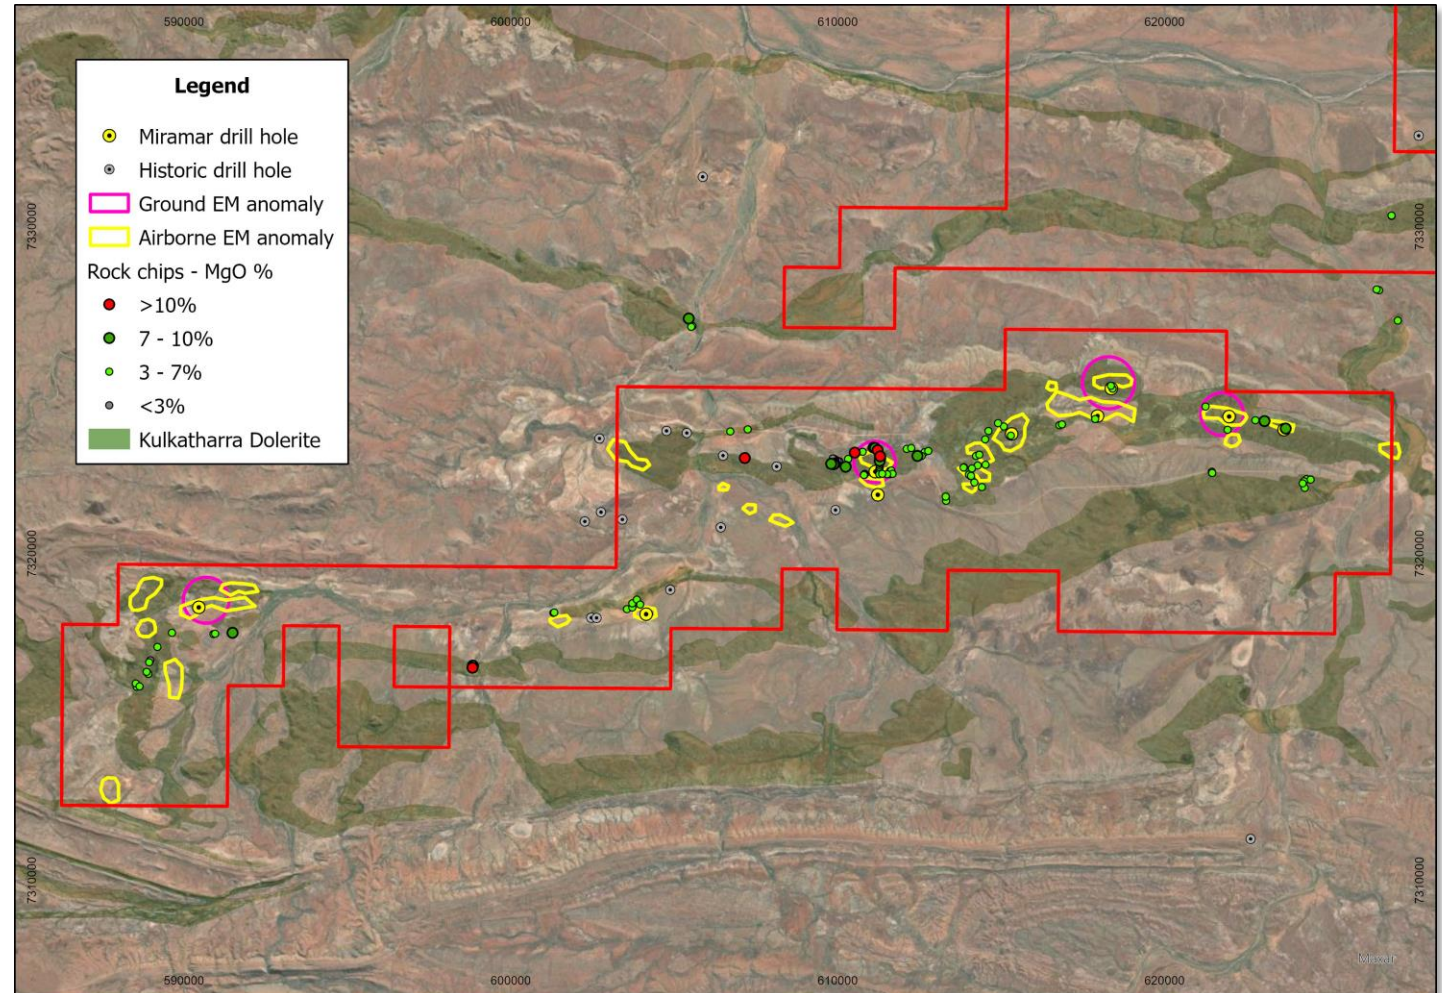 590000
600000
610000
620000
Legend
Miramar drill hole
Historic drill hole
Ground EM anomaly
Airborne EM anomaly
Rock chips - MgO %
>10%
7 - 10%
3 - 7%
<3%
Kulkatharra Dolerite
7330000
7330000
7320000
7320000
7310000
7310000
590000
600000
610000
620000